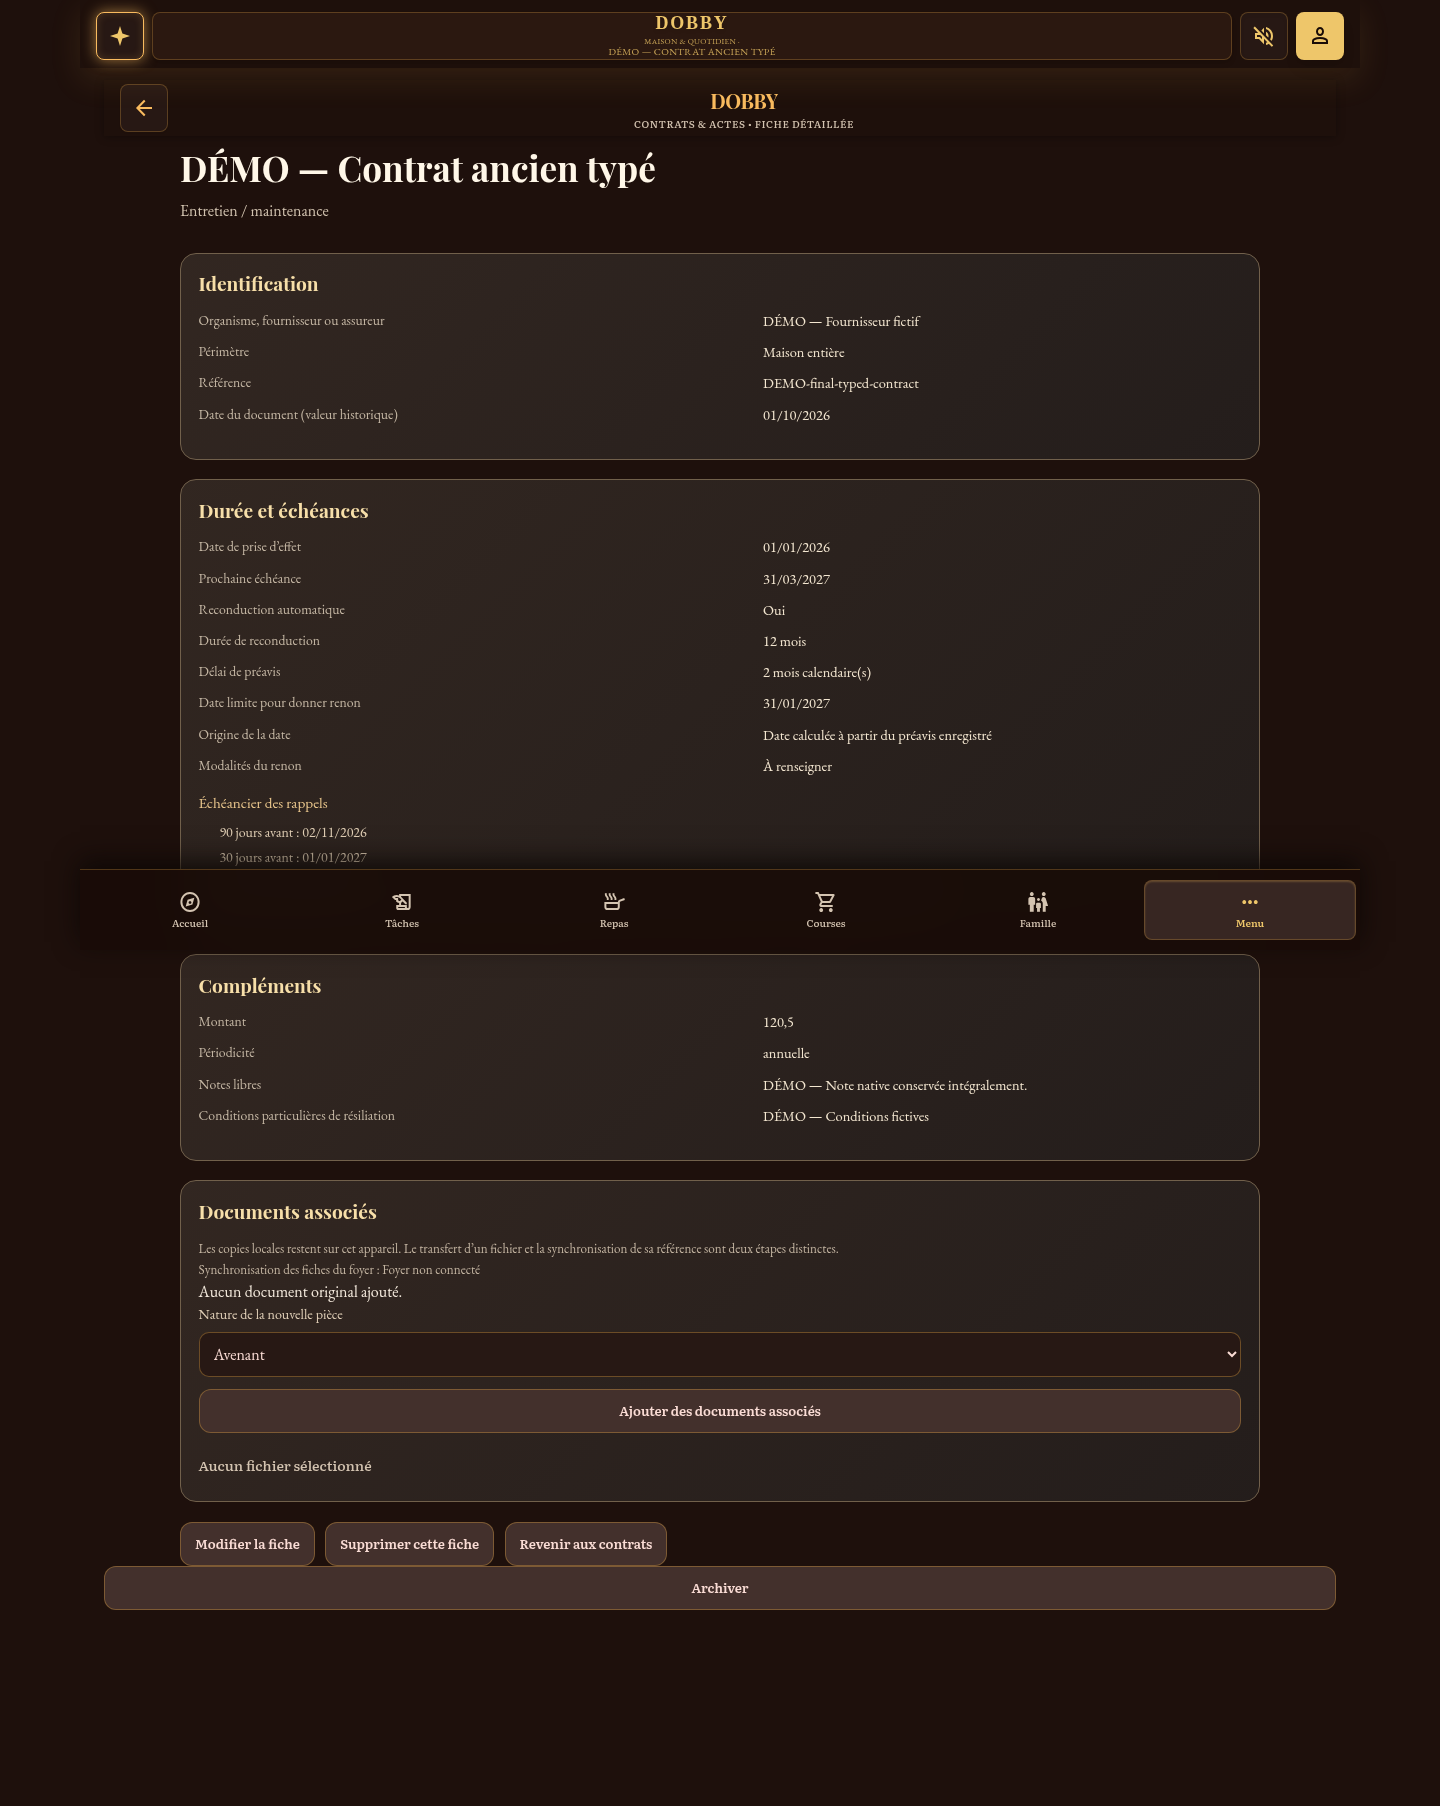 DOBBY
MAISON & QUOTIDIEN ·
DÉMO — CONTRAT ANCIEN TYPÉ
DOBBY
CONTRATS & ACTES • FICHE DÉTAILLÉE
DÉMO — Contrat ancien typé
Entretien / maintenance
Identification
Organisme, fournisseur ou assureur DÉMO — Fournisseur fictif
Périmètre Maison entière
Référence DEMO-final-typed-contract
Date du document (valeur historique) 01/10/2026
Durée et échéances
Date de prise d’effet 01/01/2026
Prochaine échéance 31/03/2027
Reconduction automatique Oui
Durée de reconduction 12 mois
Délai de préavis 2 mois calendaire(s)
Date limite pour donner renon 31/01/2027
Origine de la date Date calculée à partir du préavis enregistré
Modalités du renon À renseigner
Échéancier des rappels
90 jours avant : 02/11/2026
30 jours avant : 01/01/2027
Accueil Tâches Repas Courses Famille Menu
Compléments
Montant 120,5
Périodicité annuelle
Notes libres DÉMO — Note native conservée intégralement.
Conditions particulières de résiliation DÉMO — Conditions fictives
Documents associés
Les copies locales restent sur cet appareil. Le transfert d’un fichier et la synchronisation de sa référence sont deux étapes distinctes.
Synchronisation des fiches du foyer : Foyer non connecté
Aucun document original ajouté.
Nature de la nouvelle pièce
Avenant
Ajouter des documents associés
Aucun fichier sélectionné
Modifier la fiche Supprimer cette fiche Revenir aux contrats
Archiver